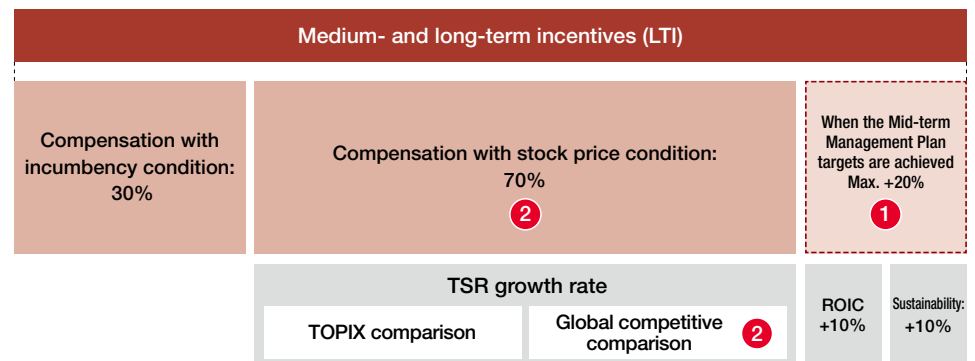 Medium- and long-term incentives (LTI)
Compensation with
incumbency condition:
30%
Compensation with stock price condition:
70%
2
When the Mid-term
Management Plan
targets are achieved
Max. +20%
1
TSR growth rate
TOPIX comparison
Global competitive
comparison
2
ROIC
+10%
Sustainability:
+10%